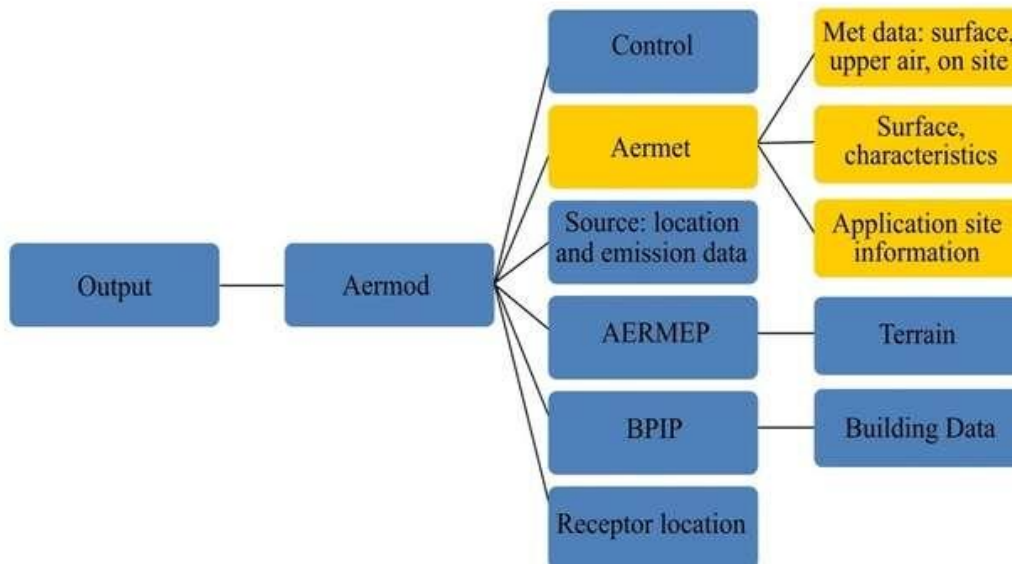 Control
Met data: surface,
upper air, on site
Aermet
Surface,
characteristics
Source: location
and emission data
Application site
information
Output
Aermod
AERMEP
Terrain
BPIP
Building Data
Receptor location